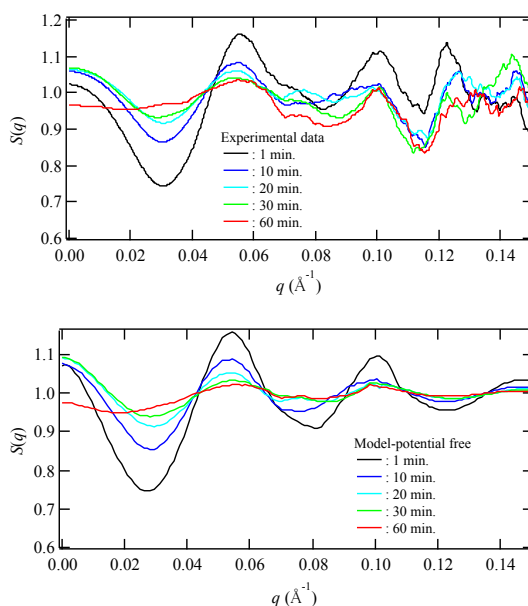 1.2
1.1
1.0
0.9
0.8
0.7
0.6
S(q)
Experimental data
: 1 min.
: 10 min.
: 20 min.
: 30 min.
: 60 min.
0.00 0.02 0.04 0.06 0.08 0.10 0.12 0.14
q (Å⁻¹)
1.1
1.0
0.9
0.8
0.7
0.6
S(q)
Model-potential free
: 1 min.
: 10 min.
: 20 min.
: 30 min.
: 60 min.
0.00 0.02 0.04 0.06 0.08 0.10 0.12 0.14
q (Å⁻¹)